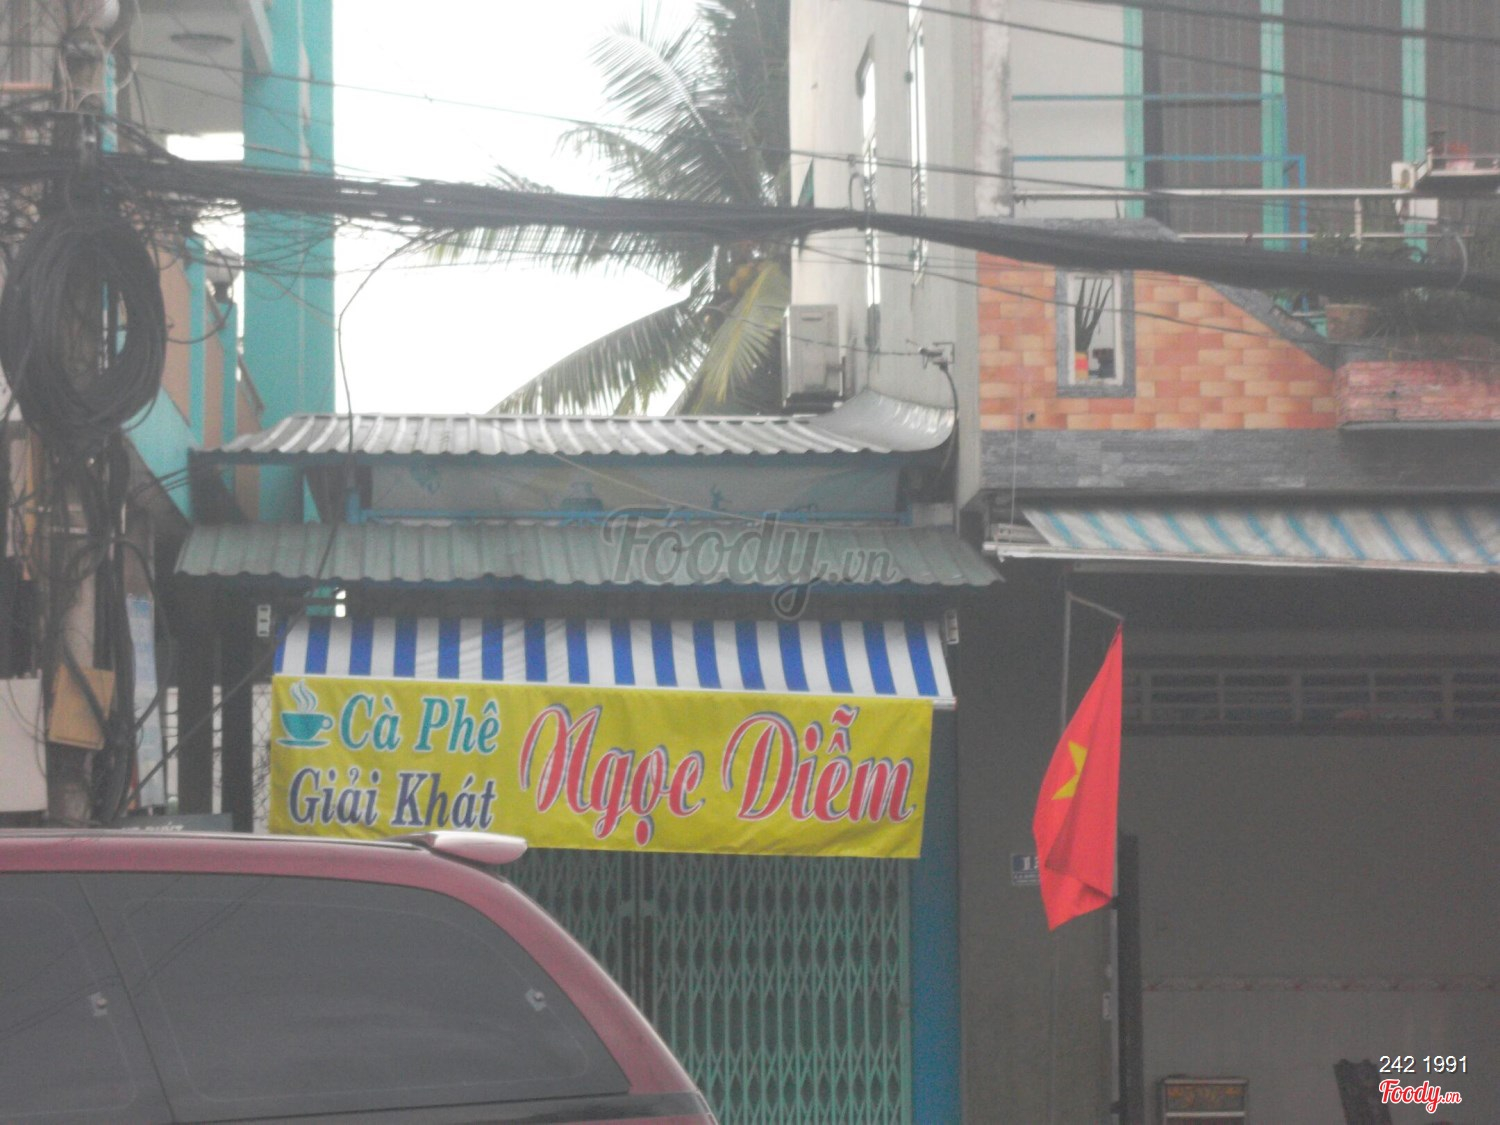 Foody.vn
Cà Phê
Giải Khát
Ngọc Diễm
242 1991
Foody.vn